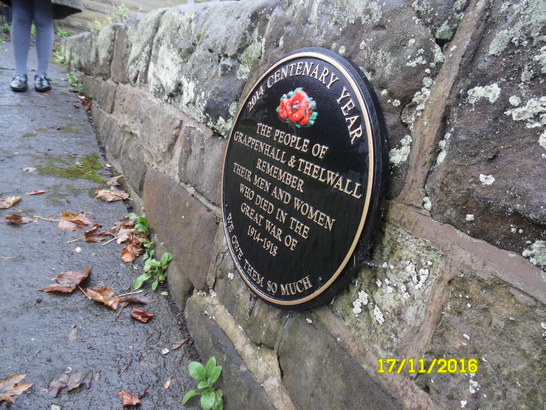 2014 CENTENARY YEAR
THE PEOPLE OF
GRAPPENHALL & THELWALL
REMEMBER
THEIR MEN AND WOMEN
WHO DIED IN THE
GREAT WAR OF
1914-1918
WE OWE THEM SO MUCH
17/11/2016